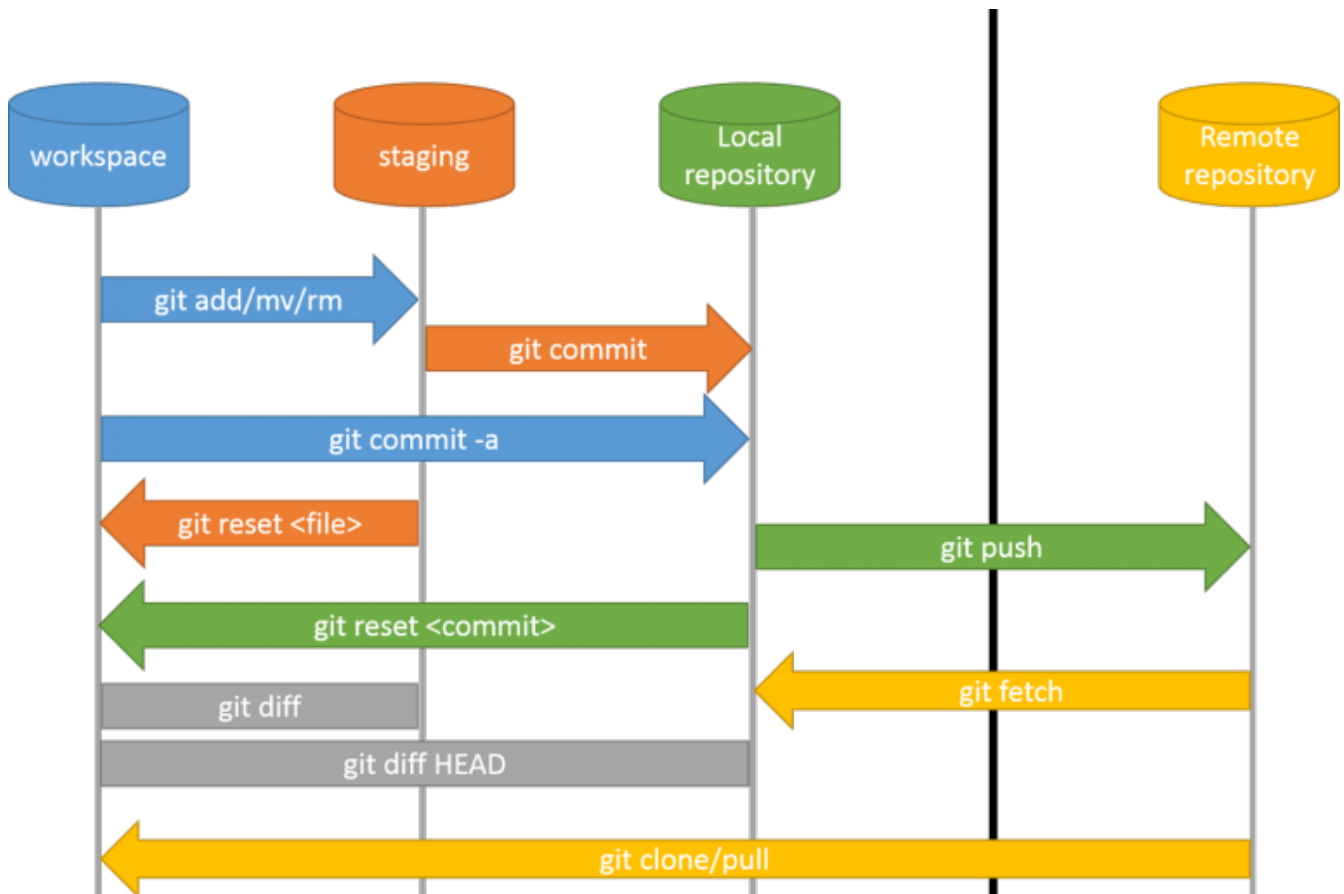 workspace
staging
Local
repository
Remote
repository
git add/mv/rm
git commit
git commit -a
git reset <file>
git push
git reset <commit>
git fetch
git diff
git diff HEAD
git clone/pull